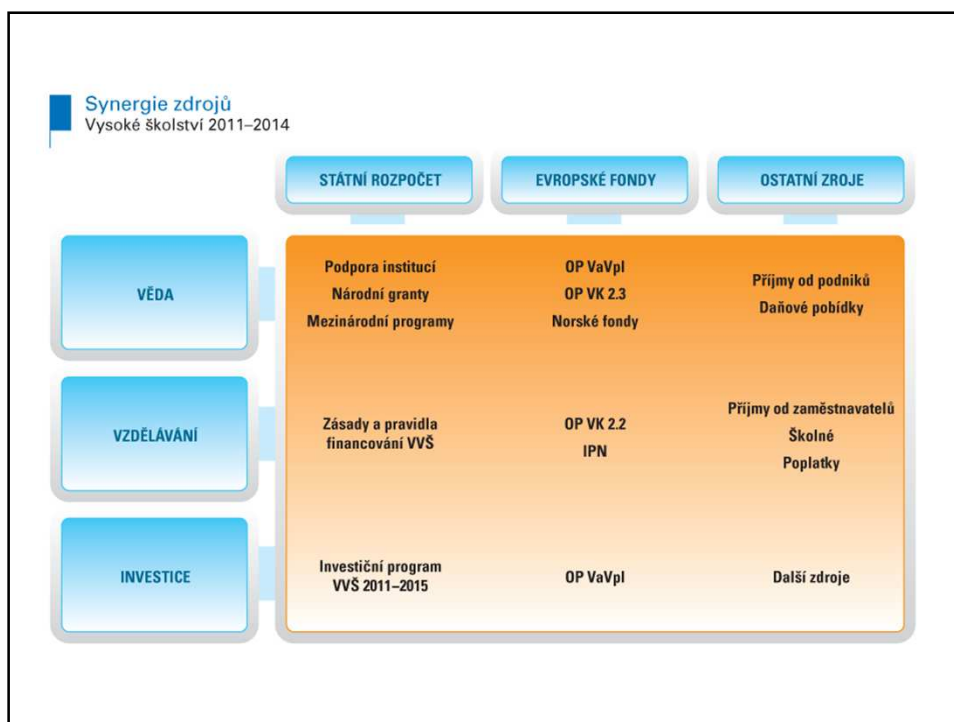 Synergie zdrojů
Vysoké školství 2011–2014
STÁTNÍ ROZPOČET
EVROPSKÉ FONDY
OSTATNÍ ZROJE
VĚDA
Podpora institucí
Národní granty
Mezinárodní programy
OP VaVpI
OP VK 2.3
Norské fondy
Příjmy od podniků
Daňové pobídky
VZDĚLÁVÁNÍ
Zásady a pravidla
financování VVŠ
OP VK 2.2
IPN
Příjmy od zaměstnavatelů
Školné
Poplatky
INVESTICE
Investiční program
VVŠ 2011–2015
OP VaVpI
Další zdroje